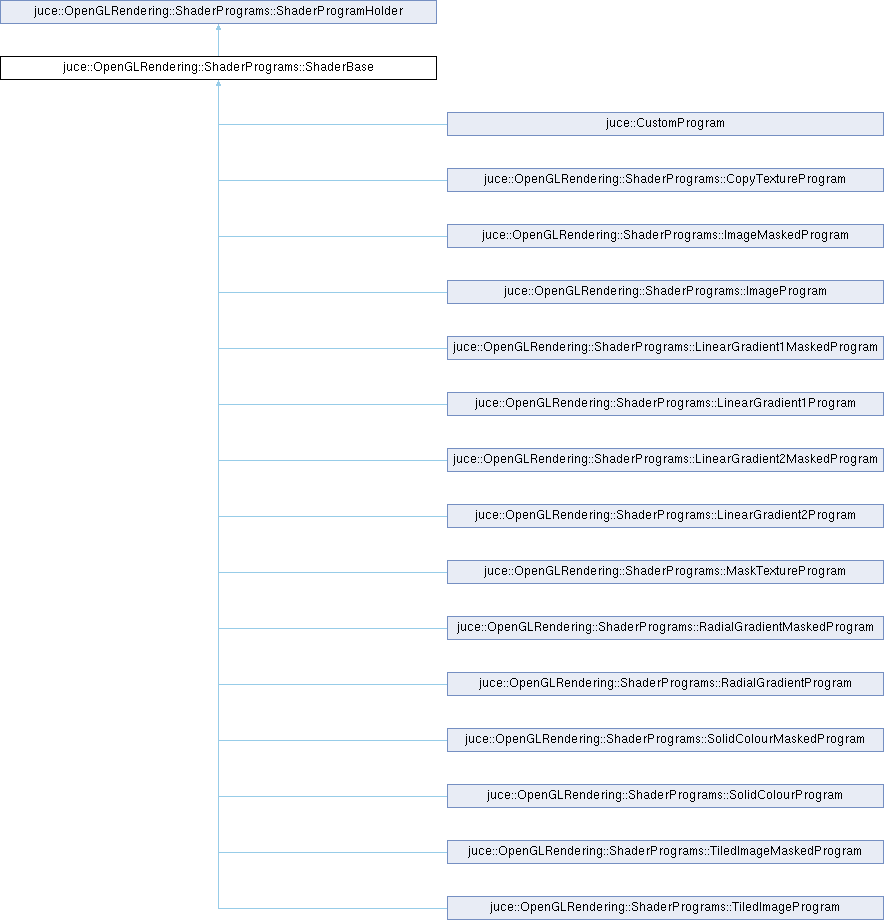 juce::OpenGLRendering::ShaderPrograms::ShaderProgramHolder
juce::OpenGLRendering::ShaderPrograms::ShaderBase
juce::CustomProgram
juce::OpenGLRendering::ShaderPrograms::CopyTextureProgram
juce::OpenGLRendering::ShaderPrograms::ImageMaskedProgram
juce::OpenGLRendering::ShaderPrograms::ImageProgram
juce::OpenGLRendering::ShaderPrograms::LinearGradient1MaskedProgram
juce::OpenGLRendering::ShaderPrograms::LinearGradient1Program
juce::OpenGLRendering::ShaderPrograms::LinearGradient2MaskedProgram
juce::OpenGLRendering::ShaderPrograms::LinearGradient2Program
juce::OpenGLRendering::ShaderPrograms::MaskTextureProgram
juce::OpenGLRendering::ShaderPrograms::RadialGradientMaskedProgram
juce::OpenGLRendering::ShaderPrograms::RadialGradientProgram
juce::OpenGLRendering::ShaderPrograms::SolidColourMaskedProgram
juce::OpenGLRendering::ShaderPrograms::SolidColourProgram
juce::OpenGLRendering::ShaderPrograms::TiledImageMaskedProgram
juce::OpenGLRendering::ShaderPrograms::TiledImageProgram